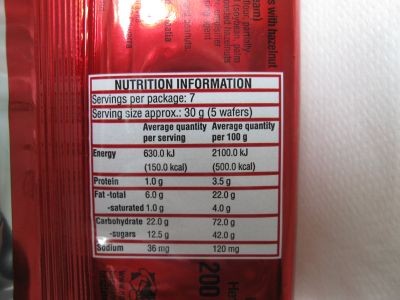 s with hazelnut
NUTRITION INFORMATION
Servings per package: 7
Serving size approx.: 30 g (5 wafers)
Average quantity per serving Average quantity per 100 g
Energy 630.0 kJ 2100.0 kJ
(150.0 kcal) (500.0 kcal)
Protein 1.0 g 3.5 g
Fat -total 6.0 g 22.0 g
-saturated 1.0 g 4.0 g
Carbohydrate 22.0 g 72.0 g
-sugars 12.5 g 42.0 g
Sodium 36 mg 120 mg
200